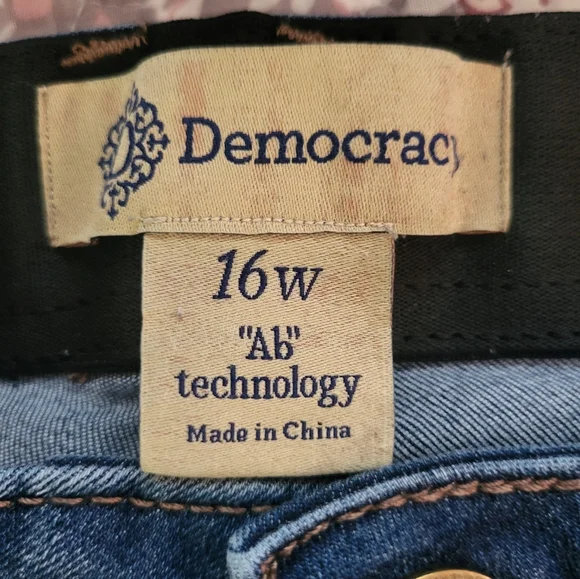 Democracy
16W
"Ab"
technology
Made in China